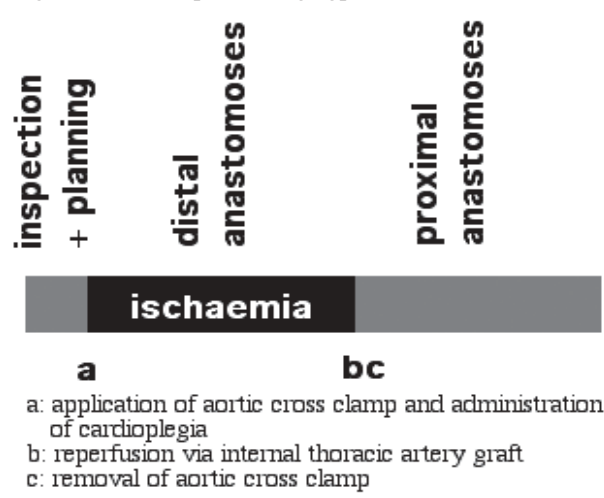 inspection
+ planning
distal
anastomoses
proximal
anastomoses
ischaemia
a
bc
a: application of aortic cross clamp and administration
of cardioplegia
b: reperfusion via internal thoracic artery graft
c: removal of aortic cross clamp